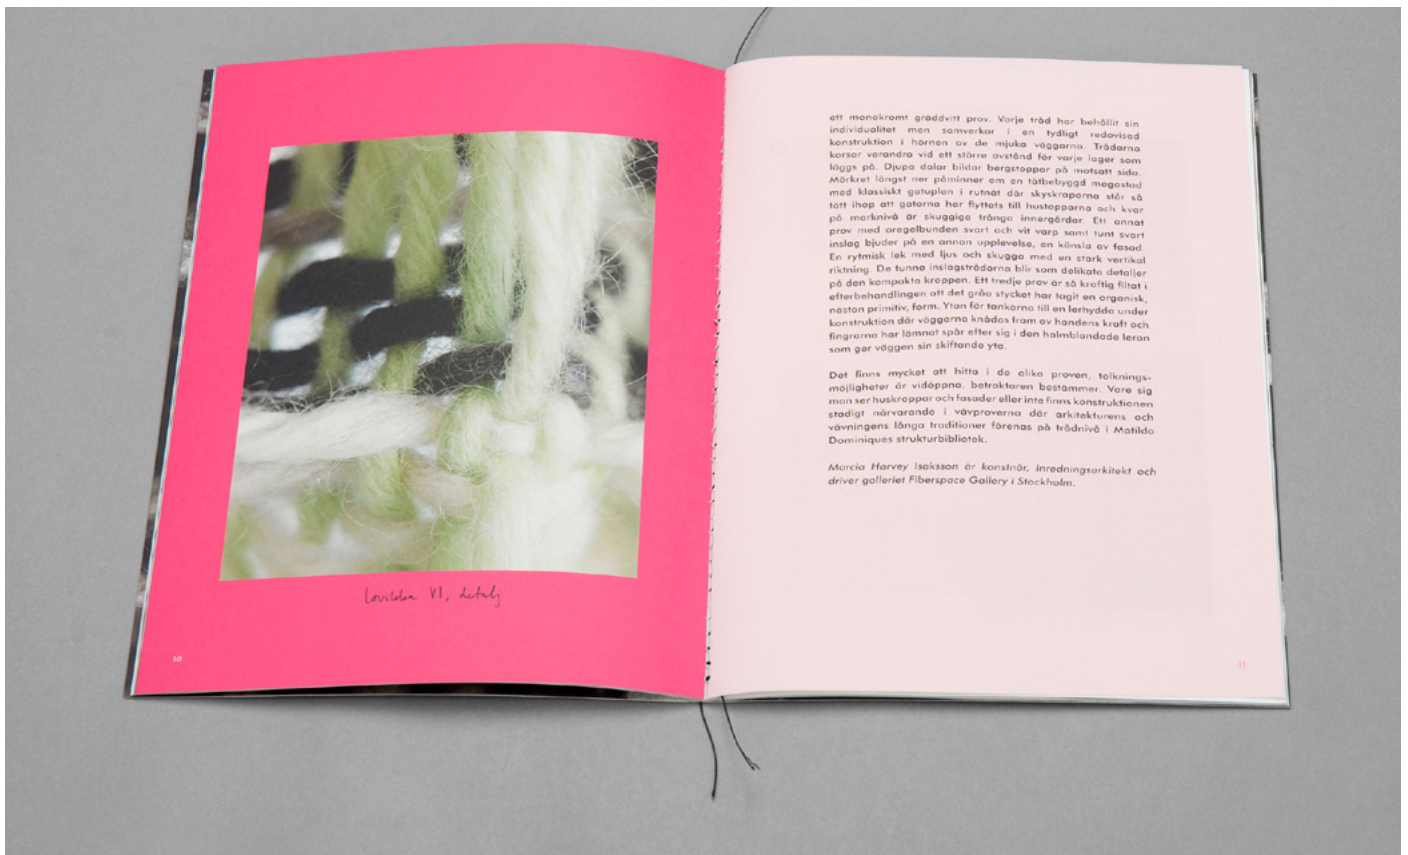 Lovikka VI, detalj
10
ett monokromt gräddvitt prov. Varje tråd har behållit sin
individualitet men samverkar i en tydligt redovisad
konstruktion i hörnen av de mjuka väggarna. Trådarna
korsar varandra vid ett större avstånd för varje lager som
läggs på. Djupa dalar bildar bergstoppar på motsatt sida.
Mörkret längst ner påminner om en tätbebyggd megastad
med klassiskt gatuplan i rutnät där skyskraporna står så
tätt ihop att gatorna har flyttats till hustopparna och kvar
på marknivå är skuggiga trånga innergårdar. Ett annat
prov med oregelbunden svart och vit varp samt tunt svart
inslag bjuder på en annan upplevelse, en känsla av fasad.
En rytmisk lek med ljus och skugga med en stark vertikal
riktning. De tunna inslagstrådarna blir som delikata detaljer
på den kompakta kroppen. Ett tredje prov är så kraftig filtat i
efterbehandlingen att det gråa stycket har tagit en organisk,
nästan primitiv, form. Ytan för tankarna till en lerhydda under
konstruktion där väggarna knådas fram av handens kraft och
fingrarna har lämnat spår efter sig i den halmblandade leran
som ger väggen sin skiftande yta.
Det finns mycket att hitta i de olika proven, tolknings-
möjligheter är vidöppna, betraktaren bestämmer. Vare sig
man ser huskroppar och fasader eller inte finns konstruktionen
stadigt närvarande i vävproverna där arkitekturens och
vävningens långa traditioner förenas på trådnivå i Matilda
Dominiques strukturbibliotek.
Marcia Harvey Isaksson är konstnär, inredningsarkitekt och
driver galleriet Fiberspace Gallery i Stockholm.
11